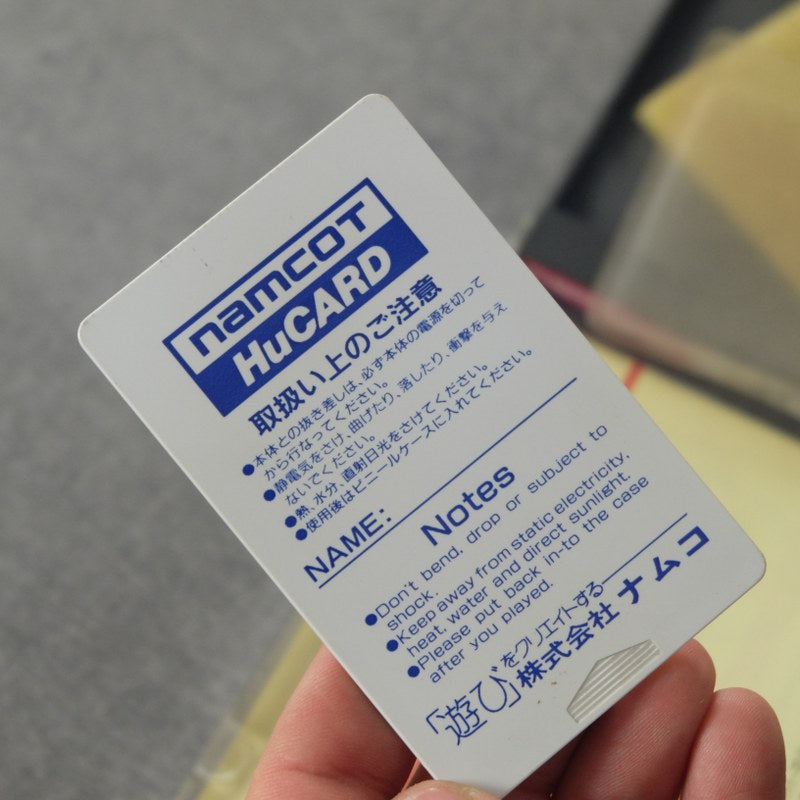 namcot
HuCARD
取扱い上のご注意
●本体との抜き差しは、必ず本体の電源を切って
から行なってください。
●静電気をさけ、曲げたり、落したり、衝撃を与え
ないでください。
●熱、水分、直射日光をさけてください。
●使用後はビニールケースに入れてください。
NAME:
Notes
●Don't bend, drop or subject to
shock.
●Keep away from static electricity,
heat, water and direct sunlight.
●Please put back in-to the case
after you played.
「遊び」をクリエイトする
株式会社 ナムコ